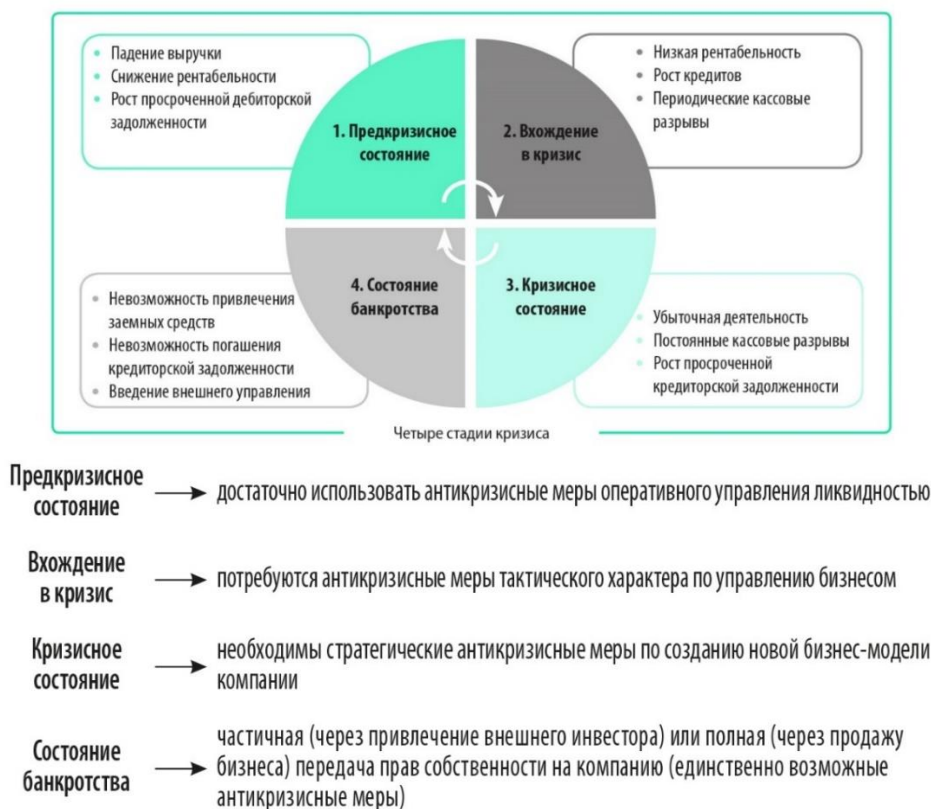 • Падение выручки
• Снижение рентабельности
• Рост просроченной дебиторской
задолженности
1. Предкризисное
состояние
2. Вхождение
в кризис
• Низкая рентабельность
• Рост кредитов
• Периодические кассовые
разрывы
• Невозможность привлечения
заемных средств
• Невозможность погашения
кредиторской задолженности
• Введение внешнего управления
4. Состояние
банкротства
3. Кризисное
состояние
• Убыточная деятельность
• Постоянные кассовые разрывы
• Рост просроченной
кредиторской задолженности
Четыре стадии кризиса
Предкризисное
состояние
достаточно использовать антикризисные меры оперативного управления ликвидностью
Вхождение
в кризис
потребуются антикризисные меры тактического характера по управлению бизнесом
Кризисное
состояние
необходимы стратегические антикризисные меры по созданию новой бизнес-модели
компании
Состояние
банкротства
частичная (через привлечение внешнего инвестора) или полная (через продажу
бизнеса) передача прав собственности на компанию (единственно возможные
антикризисные меры)